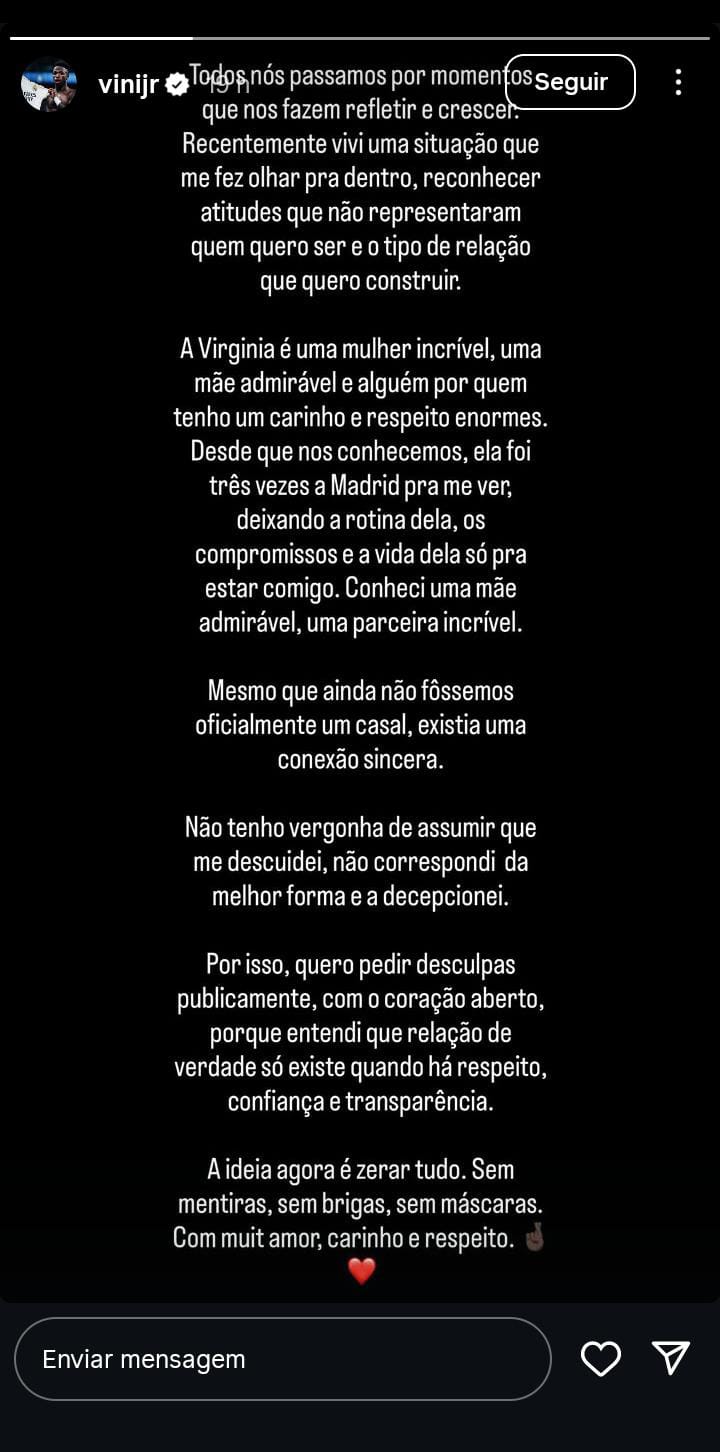 vinijr 19 h
Seguir
Todos nós passamos por momentos
que nos fazem refletir e crescer.
Recentemente vivi uma situação que
me fez olhar pra dentro, reconhecer
atitudes que não representaram
quem quero ser e o tipo de relação
que quero construir.
A Virginia é uma mulher incrível, uma
mãe admirável e alguém por quem
tenho um carinho e respeito enormes.
Desde que nos conhecemos, ela foi
três vezes a Madrid pra me ver,
deixando a rotina dela, os
compromissos e a vida dela só pra
estar comigo. Conheci uma mãe
admirável, uma parceira incrível.
Mesmo que ainda não fôssemos
oficialmente um casal, existia uma
conexão sincera.
Não tenho vergonha de assumir que
me descuidei, não correspondi da
melhor forma e a decepcionei.
Por isso, quero pedir desculpas
publicamente, com o coração aberto,
porque entendi que relação de
verdade só existe quando há respeito,
confiança e transparência.
A ideia agora é zerar tudo. Sem
mentiras, sem brigas, sem máscaras.
Com muit amor, carinho e respeito. 🤞🏿
❤️
Enviar mensagem